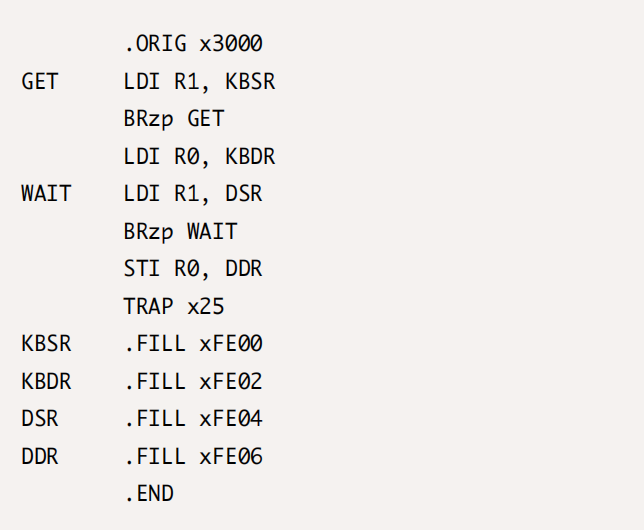 .ORIG x3000
GET LDI R1, KBSR
BRzp GET
LDI R0, KBDR
WAIT LDI R1, DSR
BRzp WAIT
STI R0, DDR
TRAP x25
KBSR .FILL xFE00
KBDR .FILL xFE02
DSR .FILL xFE04
DDR .FILL xFE06
.END